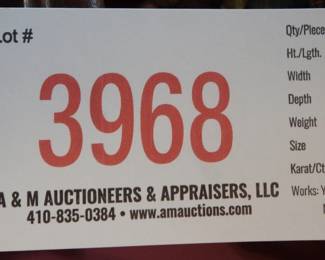 Lot #
3968
A & M AUCTIONEERS & APPRAISERS, LLC
410-835-0384 • www.amauctions.com
Qty/Piece
Ht./Lgth.
Width
Depth
Weight
Size
Karat/Ct
Works: Y